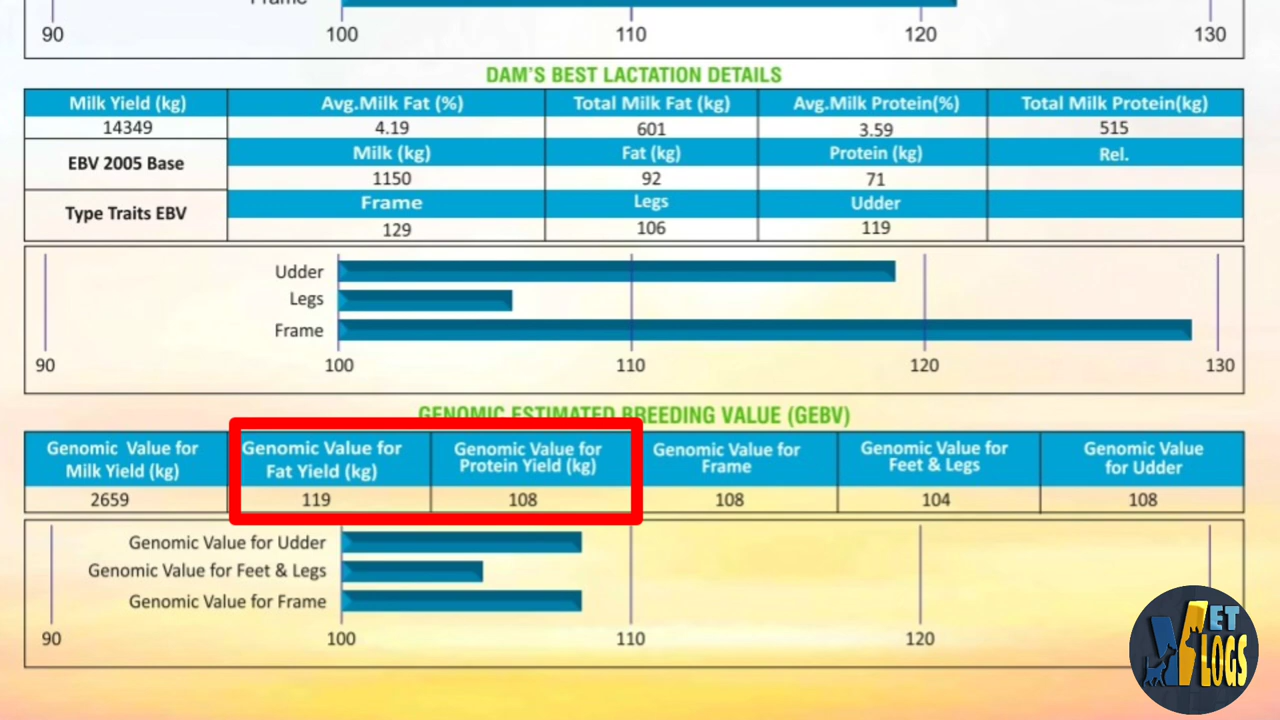 Frame
90 100 110 120 130
DAM'S BEST LACTATION DETAILS
Milk Yield (kg) Avg.Milk Fat (%) Total Milk Fat (kg) Avg.Milk Protein(%) Total Milk Protein(kg)
14349 4.19 601 3.59 515
EBV 2005 Base Milk (kg) Fat (kg) Protein (kg) Rel.
1150 92 71
Type Traits EBV Frame Legs Udder
129 106 119
Udder
Legs
Frame
90 100 110 120 130
GENOMIC ESTIMATED BREEDING VALUE (GEBV)
Genomic Value for Milk Yield (kg) Genomic Value for Fat Yield (kg) Genomic Value for Protein Yield (kg) Genomic Value for Frame Genomic Value for Feet & Legs Genomic Value for Udder
2659 119 108 108 104 108
Genomic Value for Udder
Genomic Value for Feet & Legs
Genomic Value for Frame
90 100 110 120
VET
VLOGS